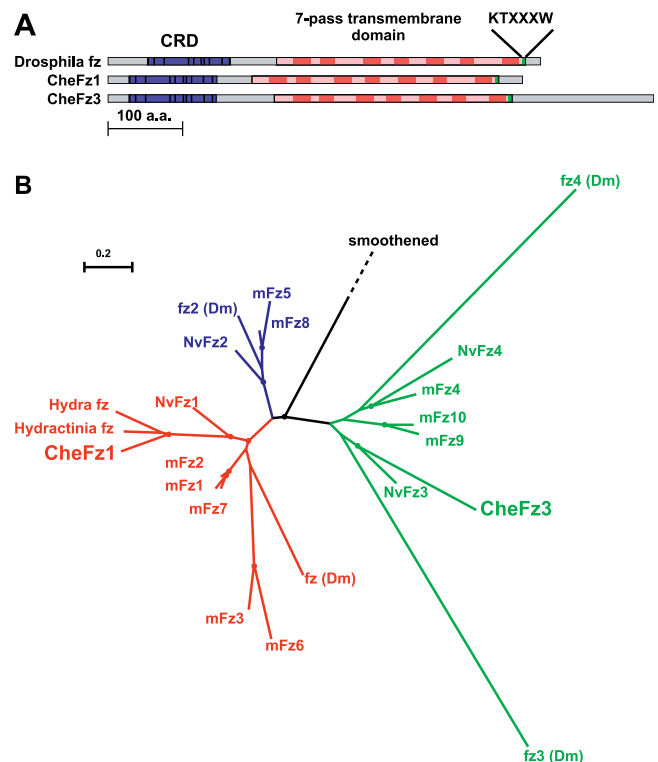 A
CRD
7-pass transmembrane
domain
KTXXXW
Drosphila fz
CheFz1
CheFz3
100 a.a.
B
0.2
fz4 (Dm)
smoothened
mFz5
fz2 (Dm)
mFz8
NvFz2
NvFz4
mFz4
mFz10
mFz9
Hydra fz
NvFz1
Hydractinia fz
CheFz1
mFz2
mFz1
mFz7
NvFz3
CheFz3
fz (Dm)
mFz3
mFz6
fz3 (Dm)